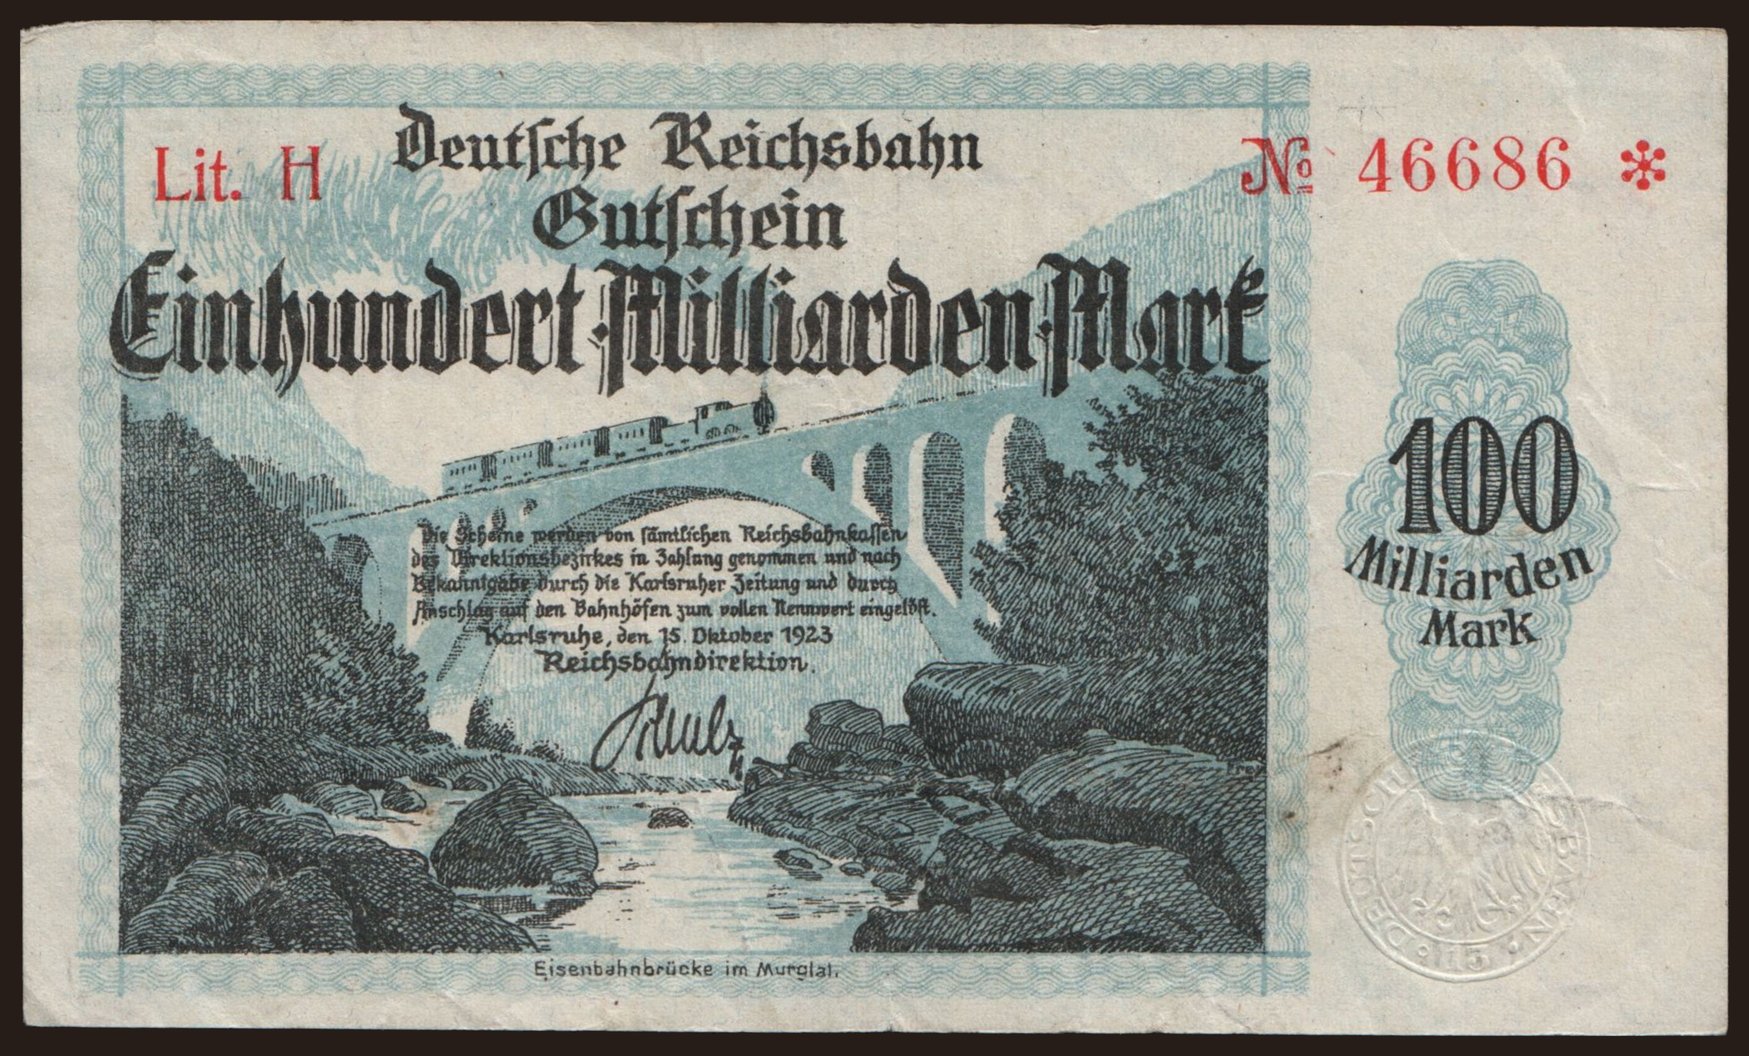 Deutsche Reichsbahn
Lit. H
№ 46686 *
Gutschein
Einhundert·Milliarden·Mark
Die Scheine werden von sämtlichen Reichsbahnkassen
des Direktionsbezirkes in Zahlung genommen und nach
Bekanntgabe durch die Karlsruher Zeitung und durch
Anschlag auf den Bahnhöfen zum vollen Nennwert eingelöst.
Karlsruhe, den 15. Oktober 1923
Reichsbahndirektion.
100
Milliarden
Mark
Eisenbahnbrücke im Murgtal.